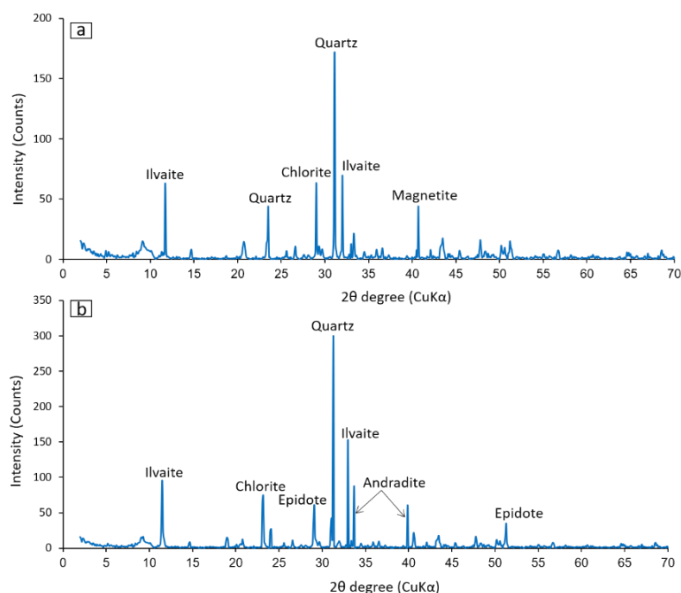 a
Quartz
Ilvaite
Quartz
Chlorite
Ilvaite
Magnetite
Intensity (Counts)
200
150
100
50
0
0 5 10 15 20 25 30 35 40 45 50 55 60 65 70
2θ degree (CuKα)
b
Quartz
Ilvaite
Ilvaite
Chlorite
Epidote
Andradite
Epidote
Intensity (Counts)
350
300
250
200
150
100
50
0
0 5 10 15 20 25 30 35 40 45 50 55 60 65 70
2θ degree (CuKα)